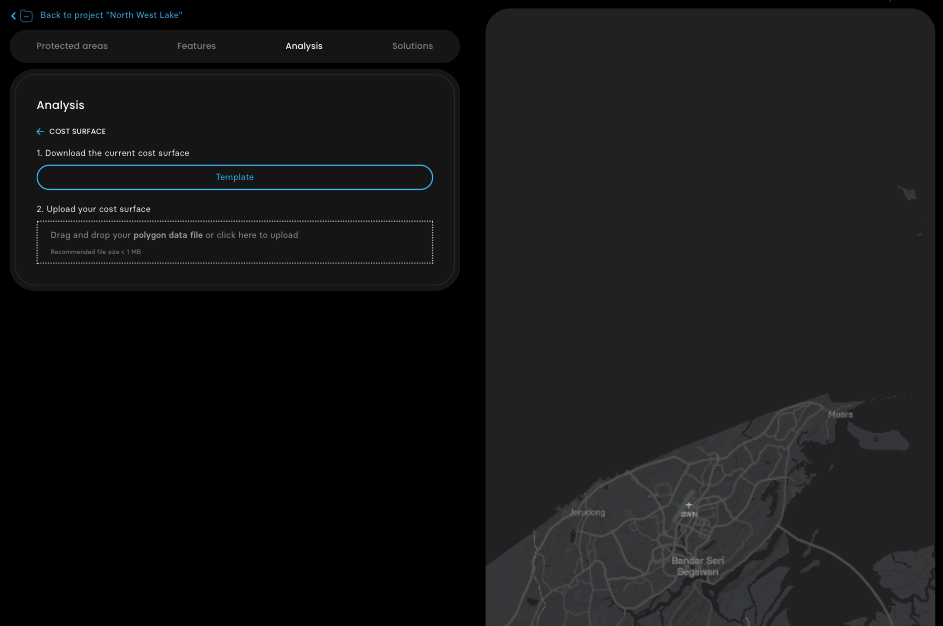 Back to project "North West Lake"
Protected areas
Features
Analysis
Solutions
Analysis
COST SURFACE
1. Download the current cost surface
Template
2. Upload your cost surface
Drag and drop your polygon data file or click here to upload
Recommended file size < 1 MB
Muara
Jerudong
BWN
Bandar Seri
Begawan